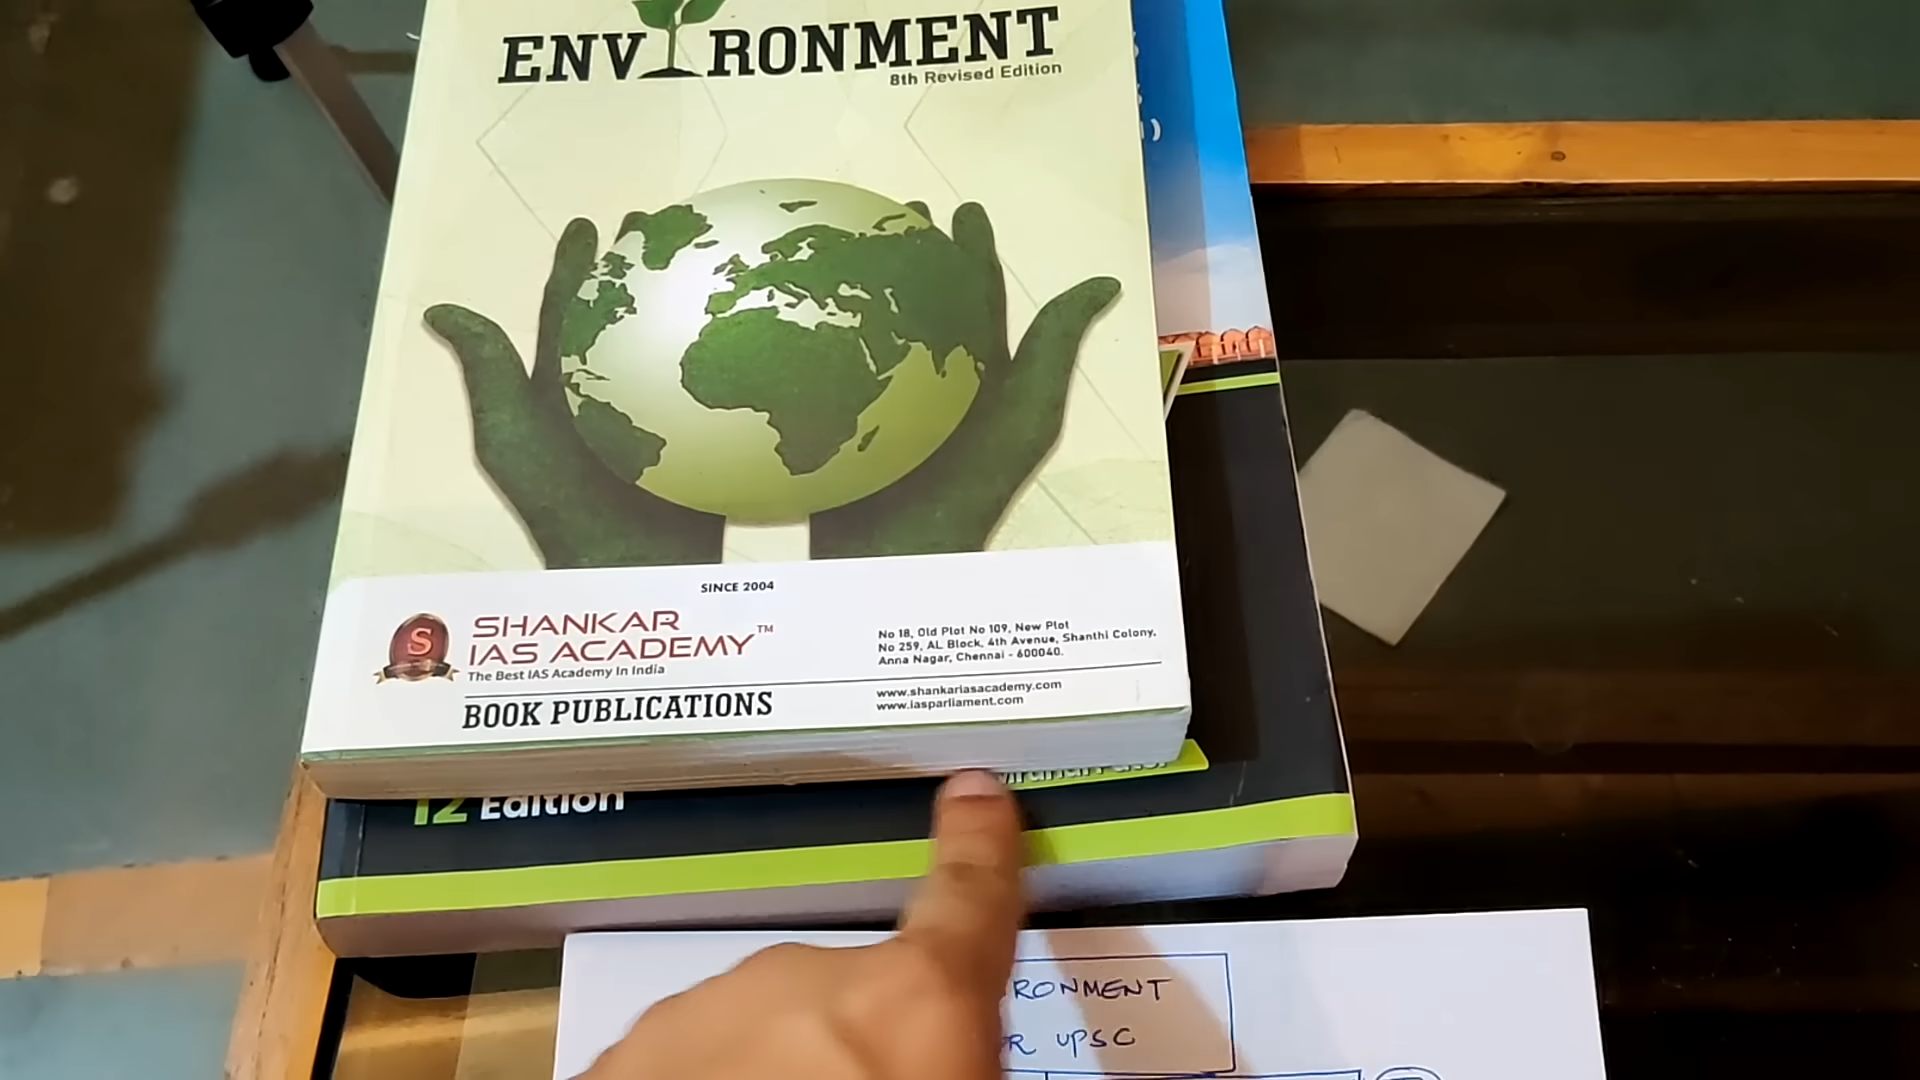 ENVIRONMENT
8th Revised Edition
SINCE 2004
S
SHANKAR
IAS ACADEMY™
The Best IAS Academy In India
BOOK PUBLICATIONS
No 18, Old Plot No 109, New Plot
No 259, AL Block, 4th Avenue, Shanthi Colony,
Anna Nagar, Chennai - 600040.
www.shankariasacademy.com
www.iasparliament.com
12 Edition
RONMENT
R UPSC